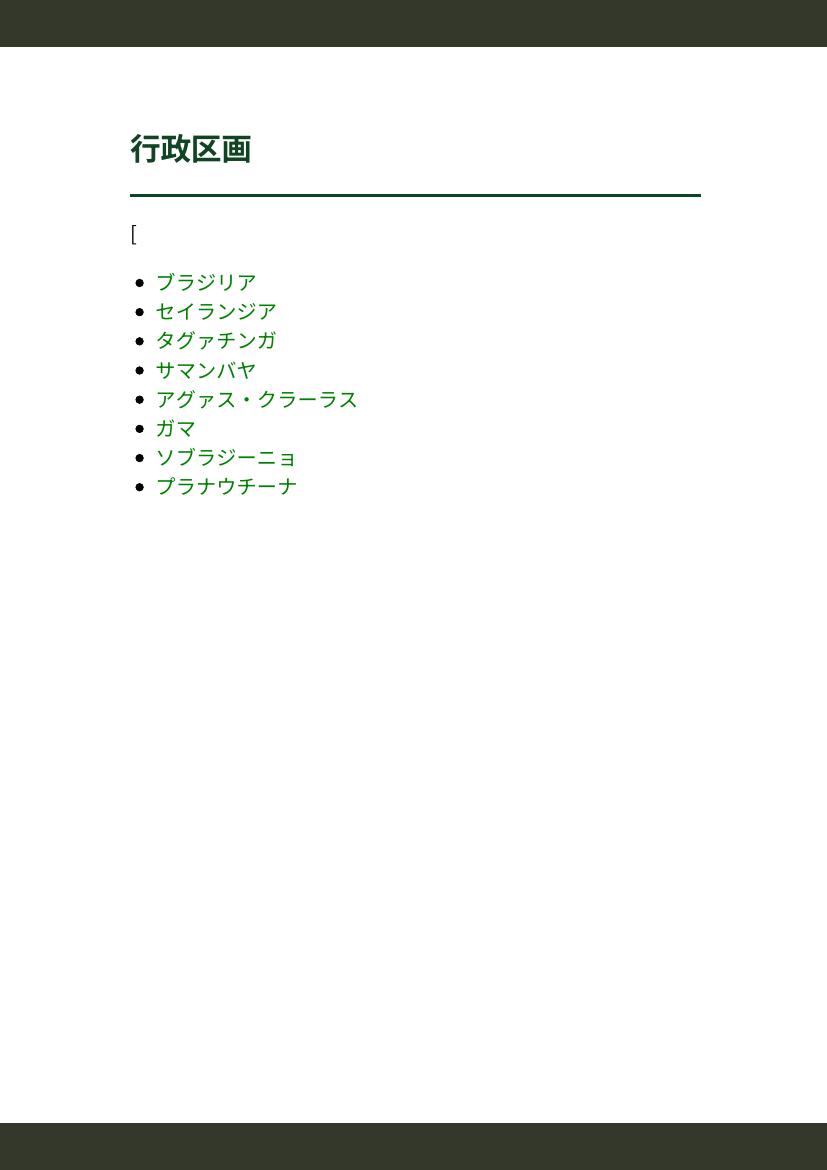 行政区画
[
ブラジリア
セイランジア
タグァチンガ
サマンバヤ
アグァス・クラーラス
ガマ
ソブラジーニョ
プラナウチーナ